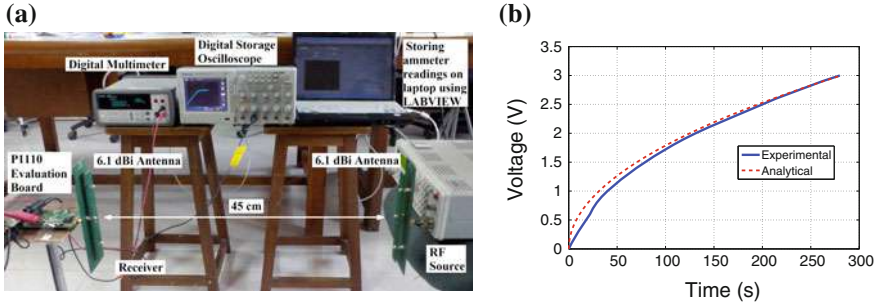 (a)
Digital Multimeter
Digital Storage
Oscilloscope
Storing
ammeter
readings on
laptop using
LABVIEW
P1110
Evaluation
Board
6.1 dBi Antenna
6.1 dBi Antenna
45 cm
Receiver
RF
Source
(b)
Voltage (V)
3.5
3
2.5
2
1.5
1
0.5
0
Experimental
Analytical
0
50
100
150
200
250
300
Time (s)